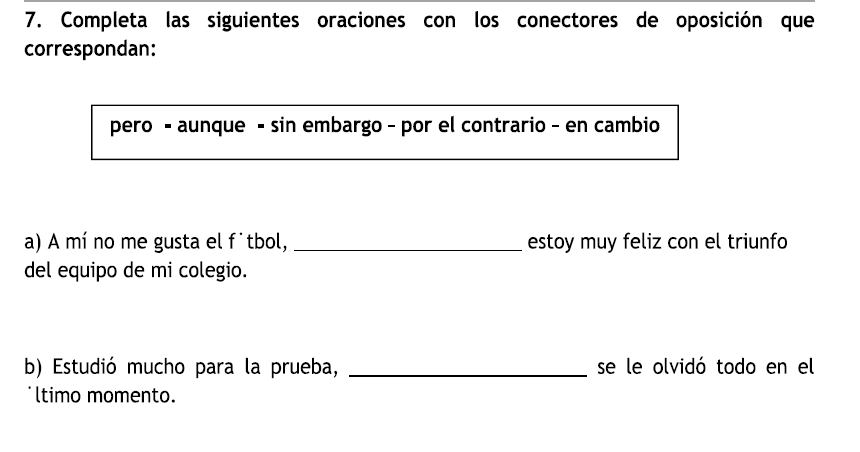 7. Completa las siguientes oraciones con los conectores de oposición que
correspondan:
pero - aunque - sin embargo – por el contrario – en cambio
a) A mí no me gusta el f˙tbol, ______________________ estoy muy feliz con el triunfo
del equipo de mi colegio.
b) Estudió mucho para la prueba, ______________________ se le olvidó todo en el
˙ltimo momento.